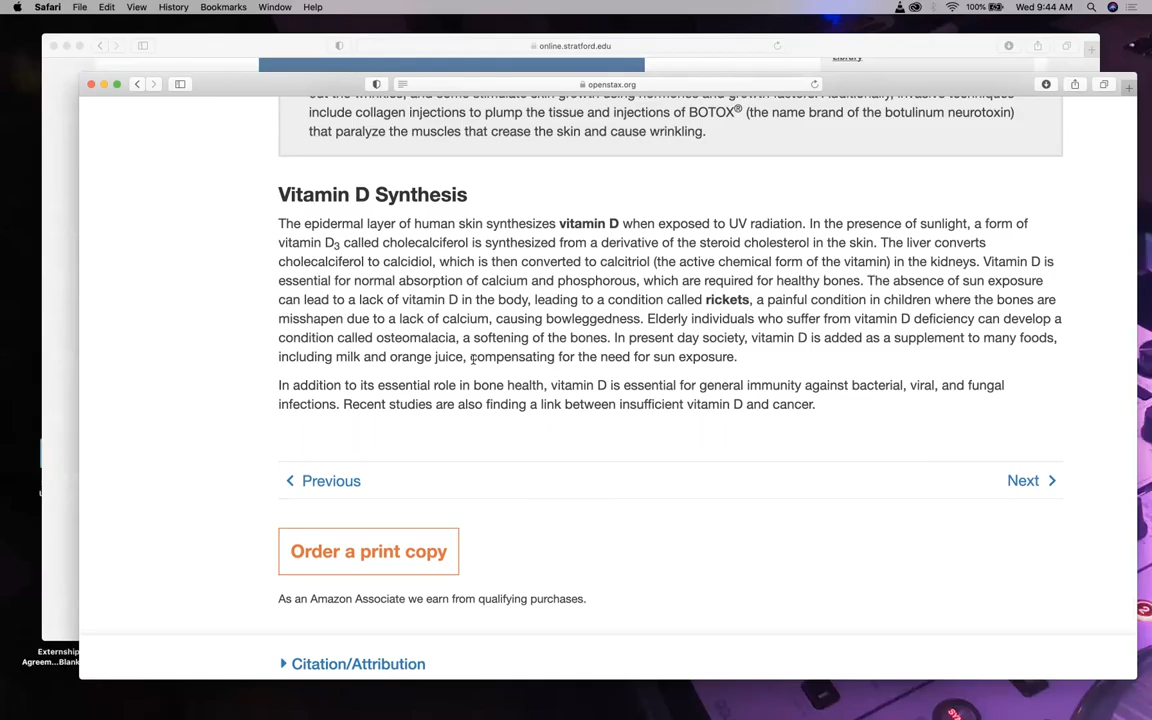 Safari File Edit View History Bookmarks Window Help 100% Wed 9:44 AM
online.stratford.edu
Library
openstax.org
include collagen injections to plump the tissue and injections of BOTOX® (the name brand of the botulinum neurotoxin)
that paralyze the muscles that crease the skin and cause wrinkling.
Vitamin D Synthesis
The epidermal layer of human skin synthesizes vitamin D when exposed to UV radiation. In the presence of sunlight, a form of
vitamin D3 called cholecalciferol is synthesized from a derivative of the steroid cholesterol in the skin. The liver converts
cholecalciferol to calcidiol, which is then converted to calcitriol (the active chemical form of the vitamin) in the kidneys. Vitamin D is
essential for normal absorption of calcium and phosphorous, which are required for healthy bones. The absence of sun exposure
can lead to a lack of vitamin D in the body, leading to a condition called rickets, a painful condition in children where the bones are
misshapen due to a lack of calcium, causing bowleggedness. Elderly individuals who suffer from vitamin D deficiency can develop a
condition called osteomalacia, a softening of the bones. In present day society, vitamin D is added as a supplement to many foods,
including milk and orange juice, compensating for the need for sun exposure.
In addition to its essential role in bone health, vitamin D is essential for general immunity against bacterial, viral, and fungal
infections. Recent studies are also finding a link between insufficient vitamin D and cancer.
Previous
Next
Order a print copy
As an Amazon Associate we earn from qualifying purchases.
Externship
Agreem...Blank
Citation/Attribution